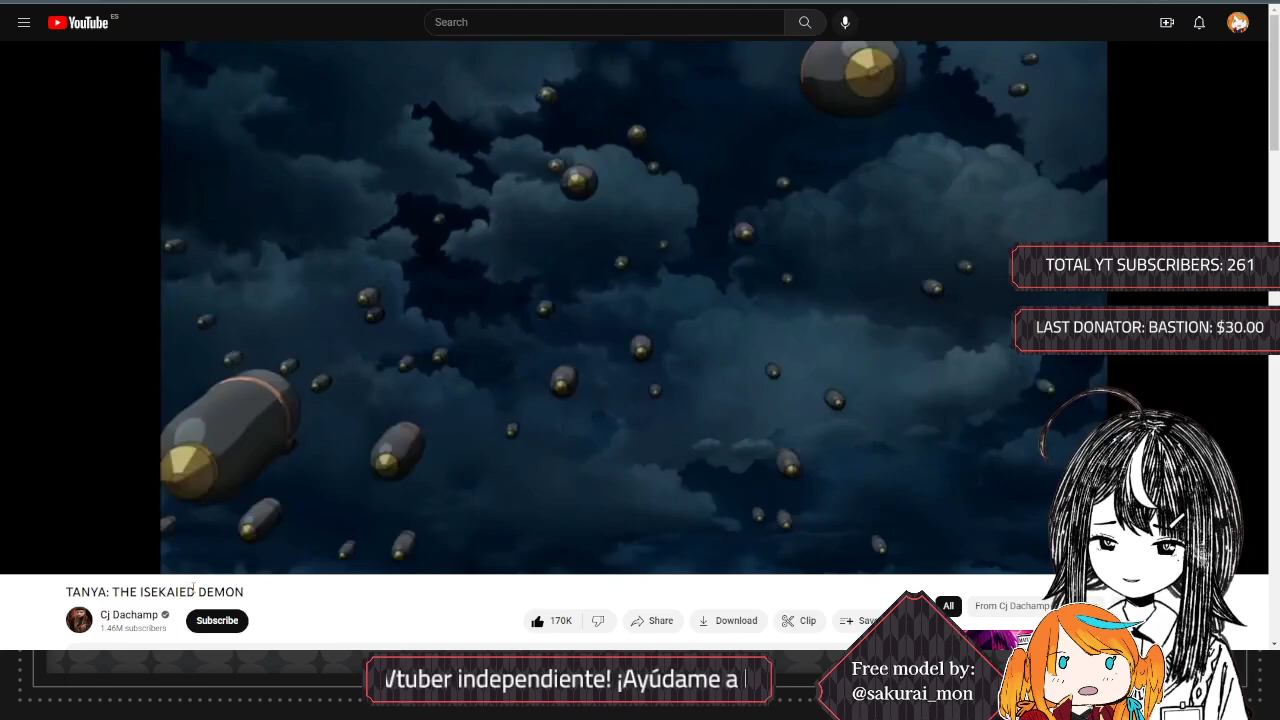 YouTube ES
Search
TOTAL YT SUBSCRIBERS: 261
LAST DONATOR: BASTION: $30.00
TANYA: THE ISEKAIED DEMON
Cj Dachamp
1.46M subscribers
Subscribe
170K
Share
Download
Clip
Sav
All
From Cj Dachamp
Vtuber independiente! ¡Ayúdame a
Free model by:
@sakurai_mon